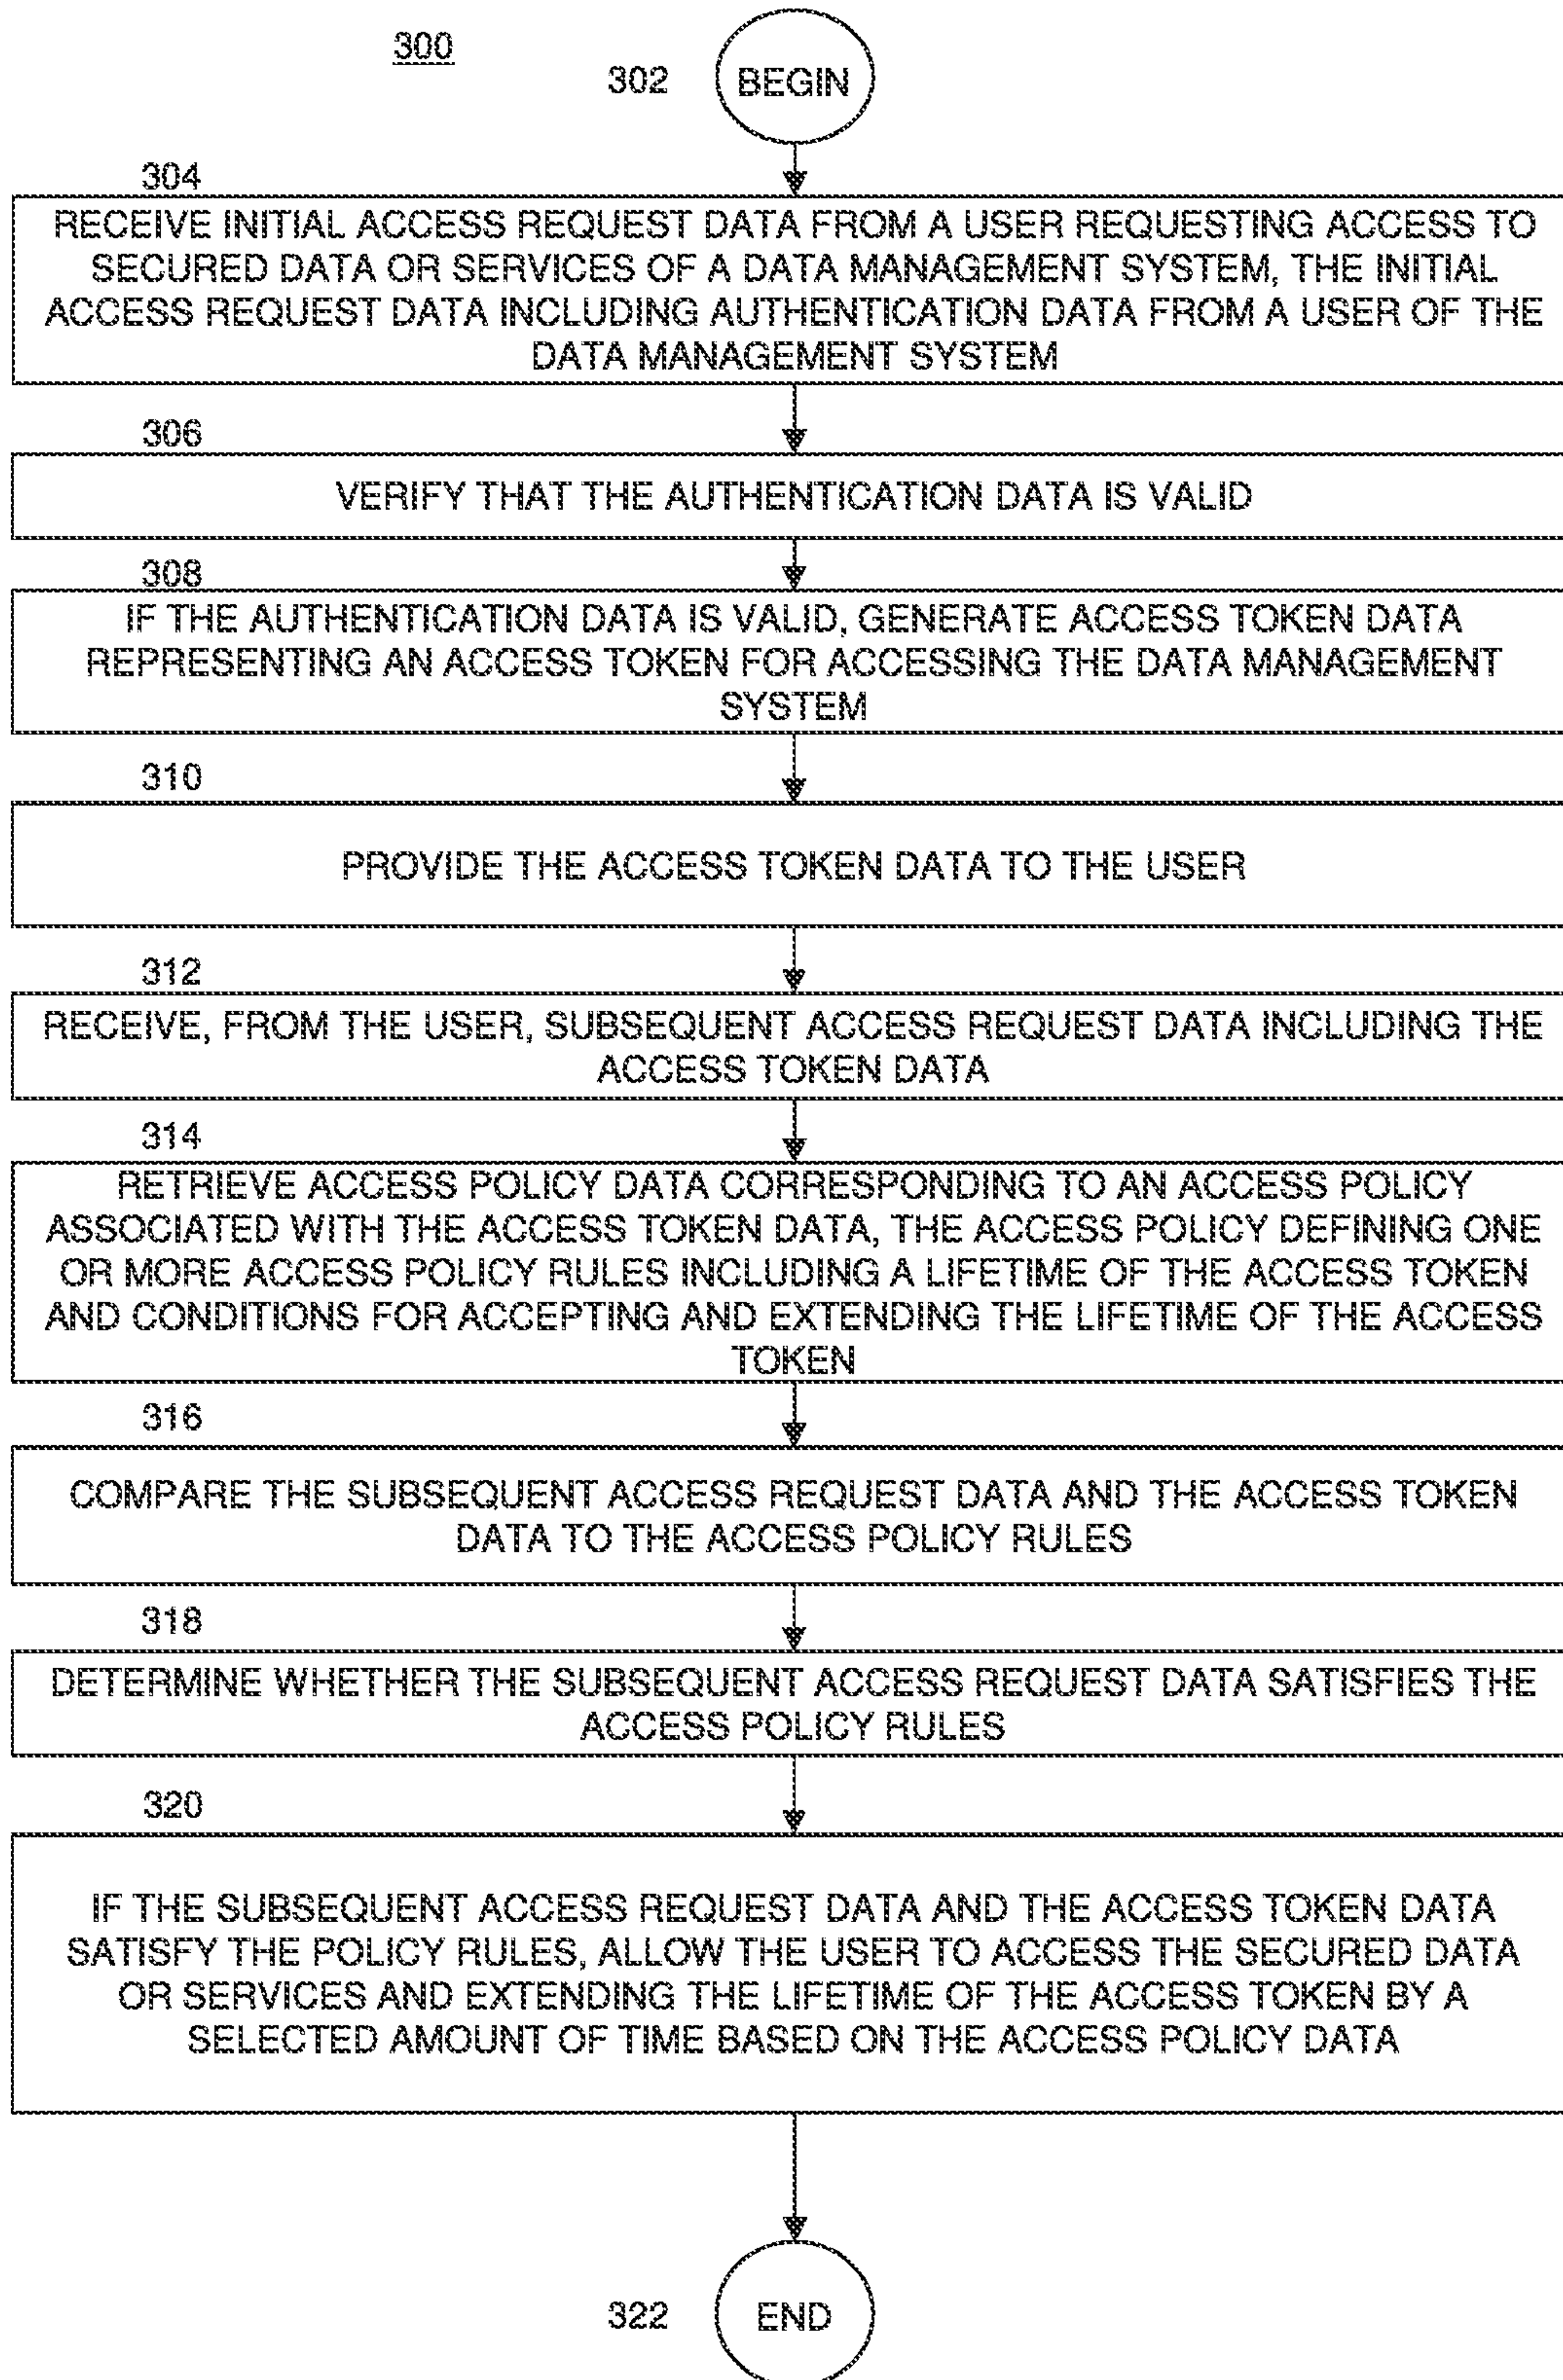 300
302
BEGIN
304
RECEIVE INITIAL ACCESS REQUEST DATA FROM A USER REQUESTING ACCESS TO
SECURED DATA OR SERVICES OF A DATA MANAGEMENT SYSTEM, THE INITIAL
ACCESS REQUEST DATA INCLUDING AUTHENTICATION DATA FROM A USER OF THE
DATA MANAGEMENT SYSTEM
306
VERIFY THAT THE AUTHENTICATION DATA IS VALID
308
IF THE AUTHENTICATION DATA IS VALID, GENERATE ACCESS TOKEN DATA
REPRESENTING AN ACCESS TOKEN FOR ACCESSING THE DATA MANAGEMENT
SYSTEM
310
PROVIDE THE ACCESS TOKEN DATA TO THE USER
312
RECEIVE, FROM THE USER, SUBSEQUENT ACCESS REQUEST DATA INCLUDING THE
ACCESS TOKEN DATA
314
RETRIEVE ACCESS POLICY DATA CORRESPONDING TO AN ACCESS POLICY
ASSOCIATED WITH THE ACCESS TOKEN DATA, THE ACCESS POLICY DEFINING ONE
OR MORE ACCESS POLICY RULES INCLUDING A LIFETIME OF THE ACCESS TOKEN
AND CONDITIONS FOR ACCEPTING AND EXTENDING THE LIFETIME OF THE ACCESS
TOKEN
316
COMPARE THE SUBSEQUENT ACCESS REQUEST DATA AND THE ACCESS TOKEN
DATA TO THE ACCESS POLICY RULES
318
DETERMINE WHETHER THE SUBSEQUENT ACCESS REQUEST DATA SATISFIES THE
ACCESS POLICY RULES
320
IF THE SUBSEQUENT ACCESS REQUEST DATA AND THE ACCESS TOKEN DATA
SATISFY THE POLICY RULES, ALLOW THE USER TO ACCESS THE SECURED DATA
OR SERVICES AND EXTENDING THE LIFETIME OF THE ACCESS TOKEN BY A
SELECTED AMOUNT OF TIME BASED ON THE ACCESS POLICY DATA
322
END